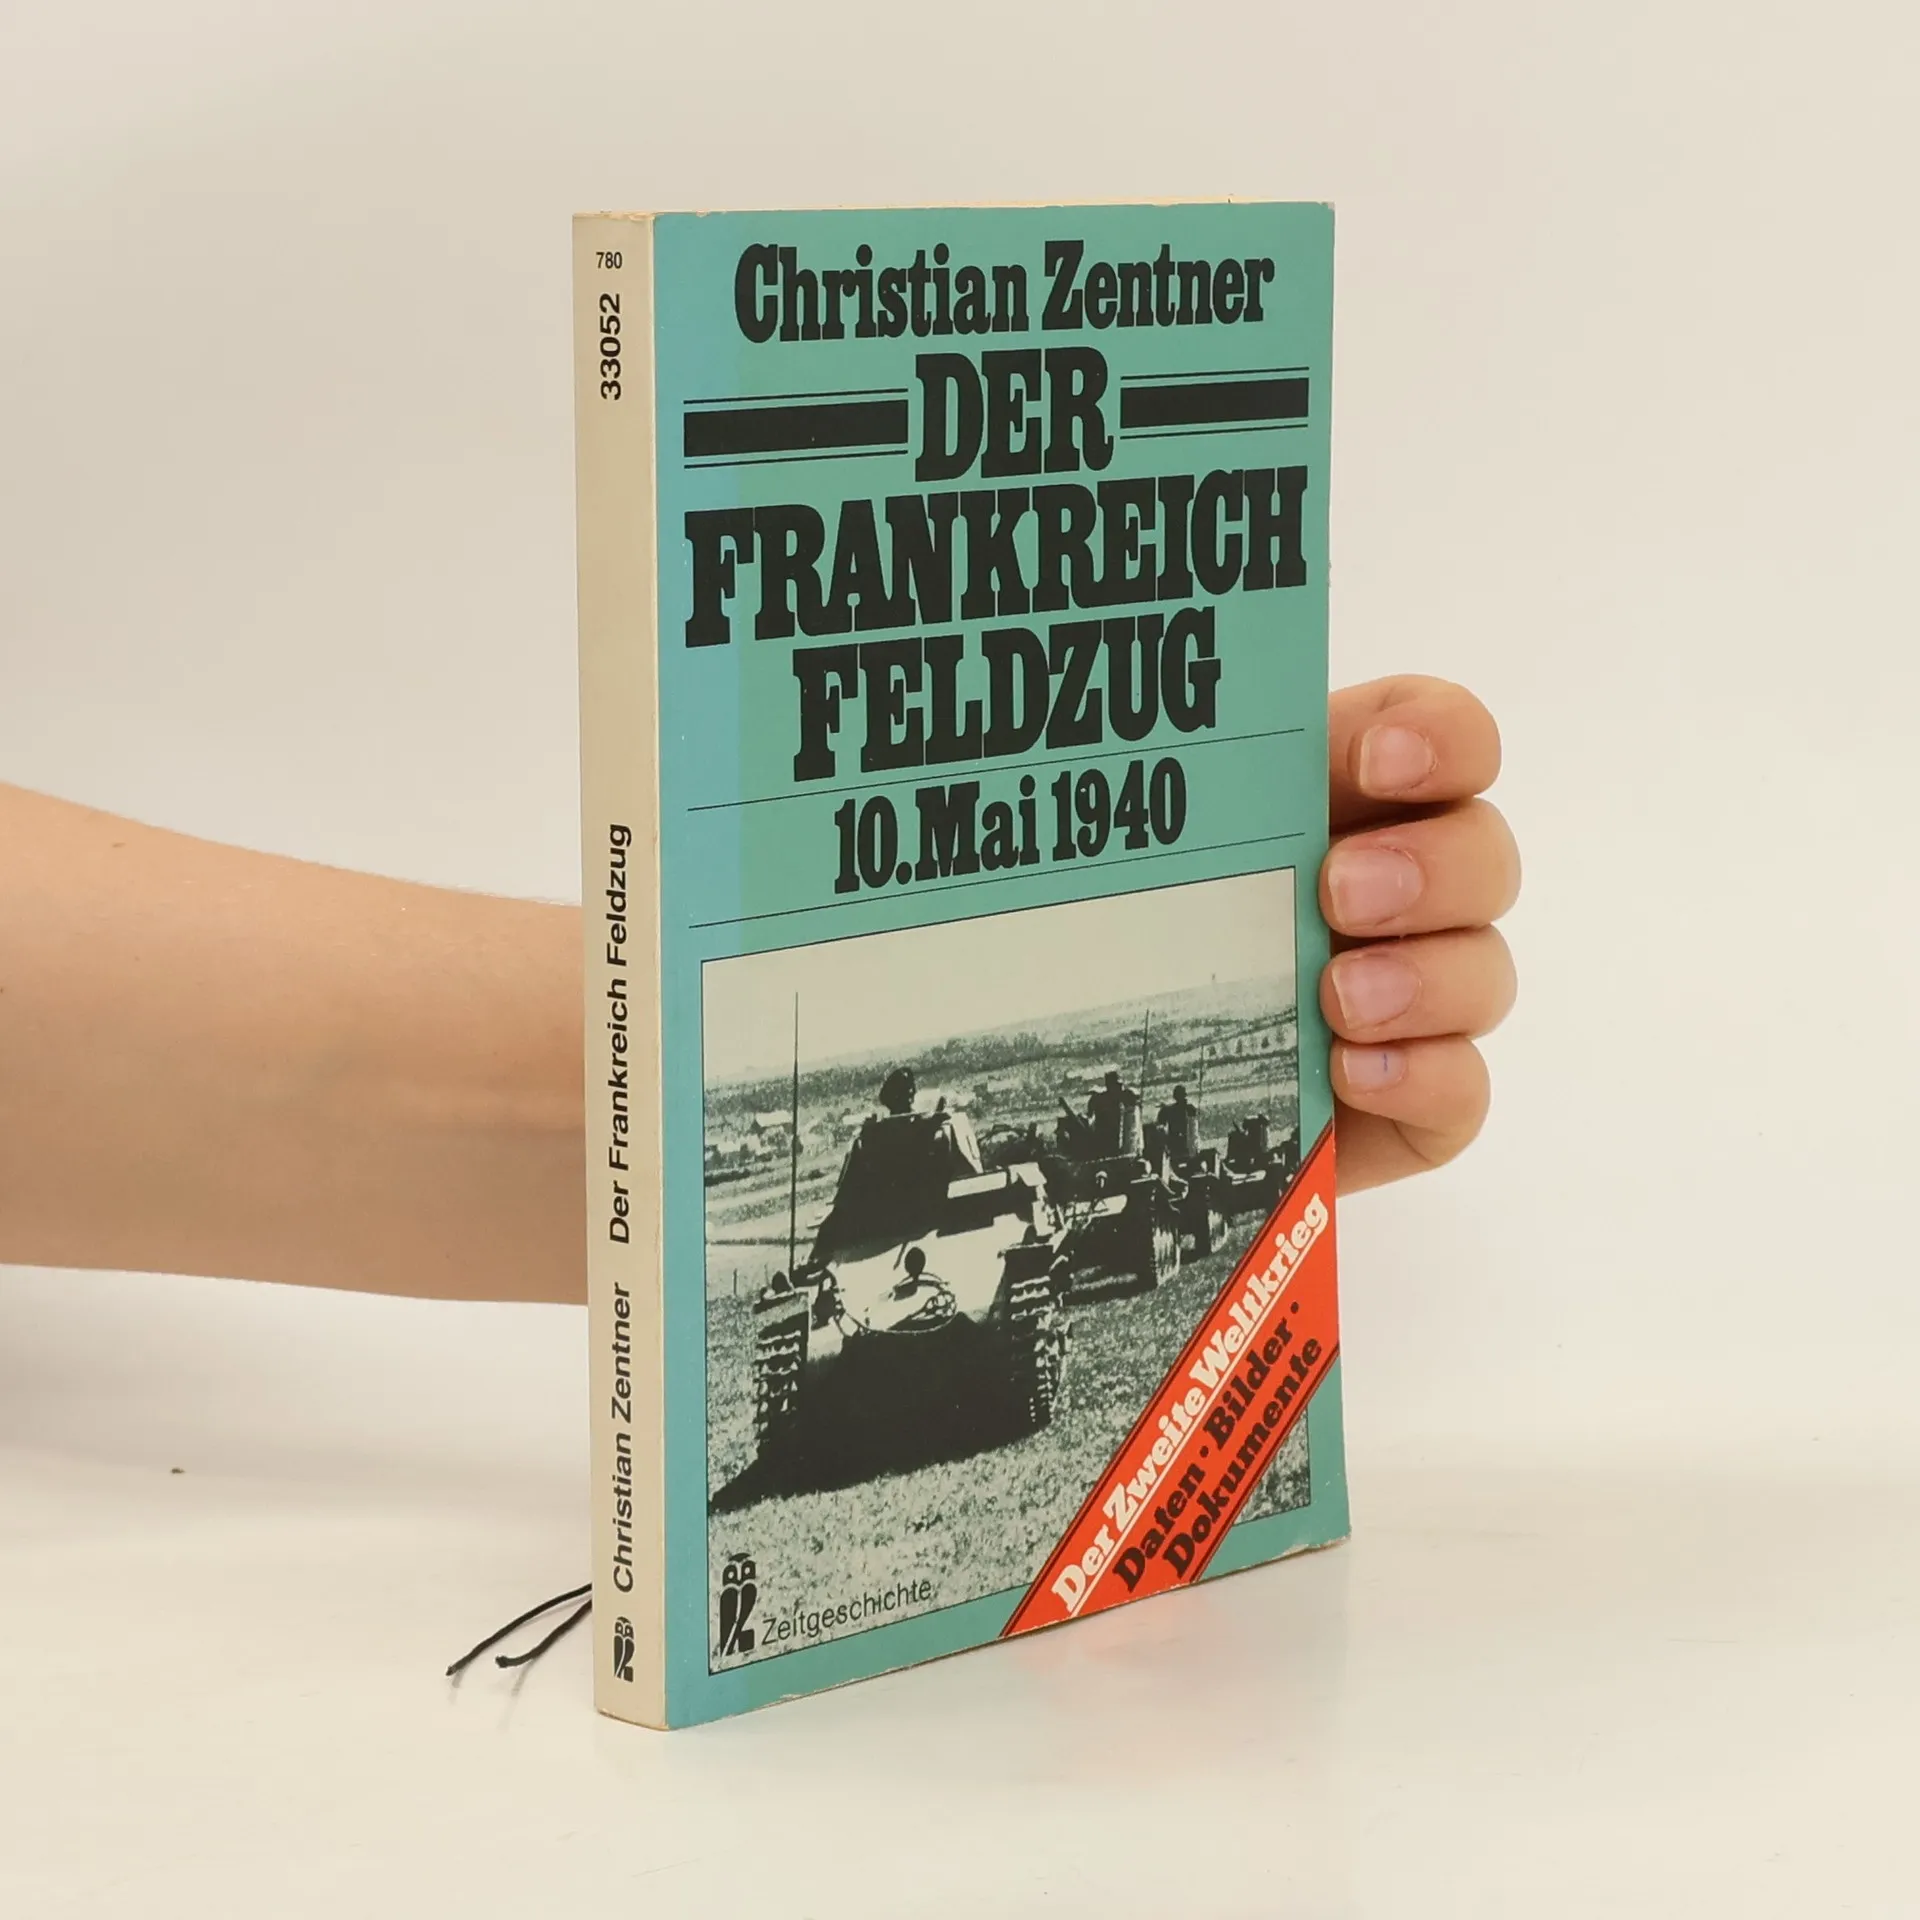 780
33052
Christian Zentner Der Frankreich Feldzug
Christian Zentner
DER
FRANKREICH
FELDZUG
10. Mai 1940
Der Zweite Weltkrieg
Daten · Bilder ·
Dokumente
Zeitgeschichte